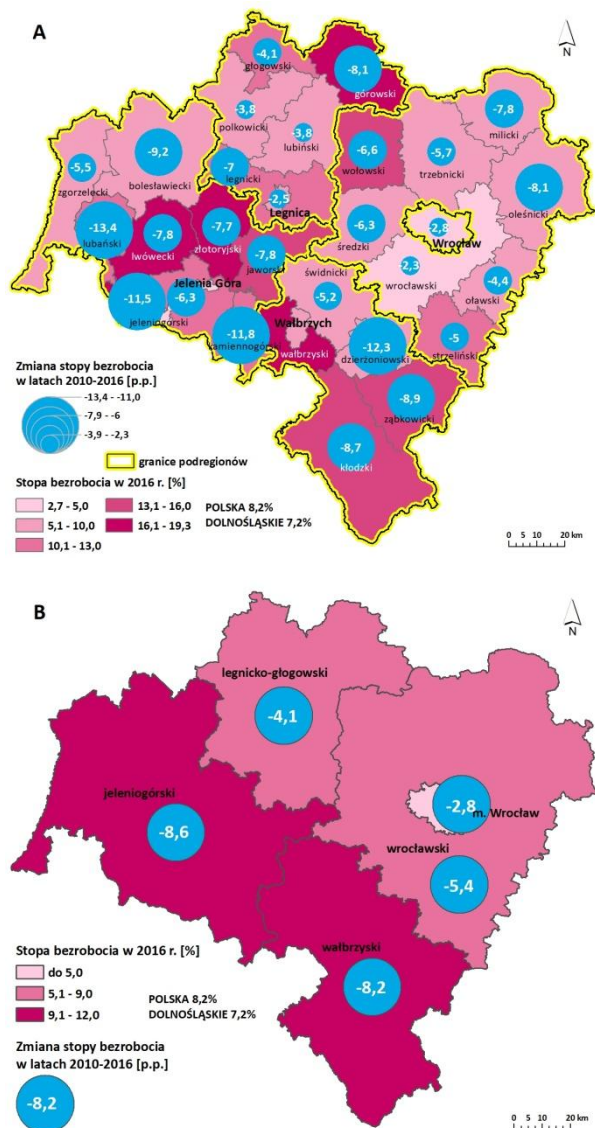 A
N
-4,1
głogowski
-8,1
górowski
-3,8
polkowicki
-3,8
lubiński
-7,8
milicki
-9,2
bolesławiecki
-7
legnicki
-6,6
wołowski
-5,7
trzebnicki
-5,5
zgorzelecki
-8,1
oleśnicki
-2,5
Legnica
-13,4
lubański
-7,8
lwówecki
-7,7
złotoryjski
-6,3
średzki
-2,8
Wrocław
-7,8
jaworski
-2,3
wrocławski
świdnicki
-5,2
-4,4
oławski
Jelenia Góra
-6,3
-11,5
jeleniogórski
-11,8
kamiennogórski
Wałbrzych
wałbrzyski
-12,3
dzierżoniowski
-5
strzeliński
-8,9
ząbkowicki
-8,7
kłodzki
Zmiana stopy bezrobocia
w latach 2010-2016 [p.p.]
-13,4 - -11,0
-7,9 - -6
-3,9 - -2,3
granice podregionów
Stopa bezrobocia w 2016 r. [%]
2,7 - 5,0
13,1 - 16,0
POLSKA 8,2%
5,1 - 10,0
16,1 - 19,3
DOLNOŚLĄSKIE 7,2%
10,1 - 13,0
0 5 10 20 km
B
N
legnicko-głogowski
-4,1
jeleniogórski
-8,6
-2,8
m. Wrocław
wrocławski
-5,4
wałbrzyski
-8,2
Stopa bezrobocia w 2016 r. [%]
do 5,0
5,1 - 9,0
POLSKA 8,2%
9,1 - 12,0
DOLNOŚLĄSKIE 7,2%
Zmiana stopy bezrobocia
w latach 2010-2016 [p.p.]
-8,2
0 5 10 20 km